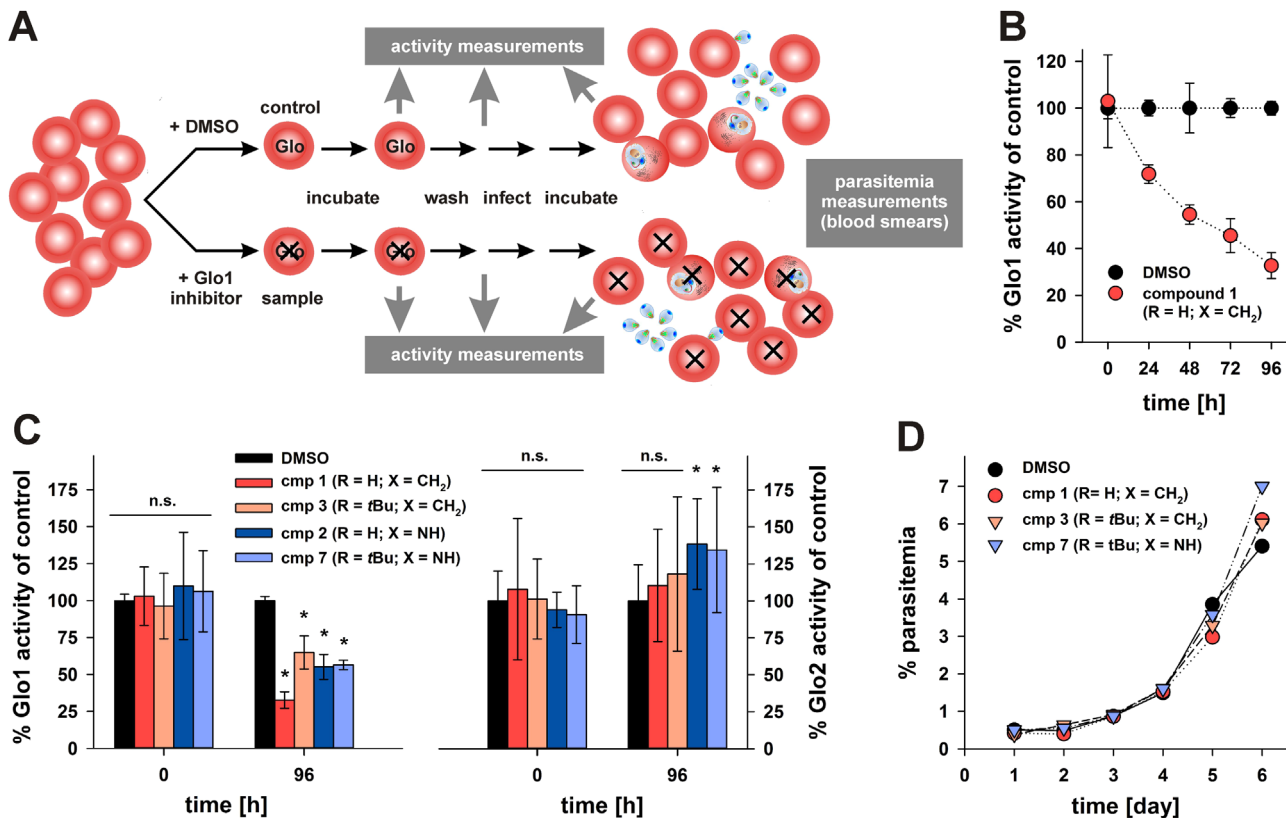 A
activity measurements
control
+ DMSO
Glo
Glo
incubate
wash
infect
incubate
parasitemia
measurements
(blood smears)
Glo
Glo
+ Glo1
inhibitor
sample
activity measurements
B
% Glo1 activity of control
120
100
80
60
40
20
0
DMSO
compound 1
(R = H; X = CH₂)
0 24 48 72 96
time [h]
C
% Glo1 activity of control
175
150
125
100
75
50
25
0
DMSO
cmp 1 (R = H; X = CH₂)
cmp 3 (R = tBu; X = CH₂)
cmp 2 (R = H; X = NH)
cmp 7 (R = tBu; X = NH)
n.s.
* * * *
0 96
time [h]
n.s.
n.s. * *
175
150
125
100
75
50
25
0
% Glo2 activity of control
0 96
time [h]
D
% parasitemia
7
6
5
4
3
2
1
0
DMSO
cmp 1 (R = H; X = CH₂)
cmp 3 (R = tBu; X = CH₂)
cmp 7 (R = tBu; X = NH)
0 1 2 3 4 5 6
time [day]